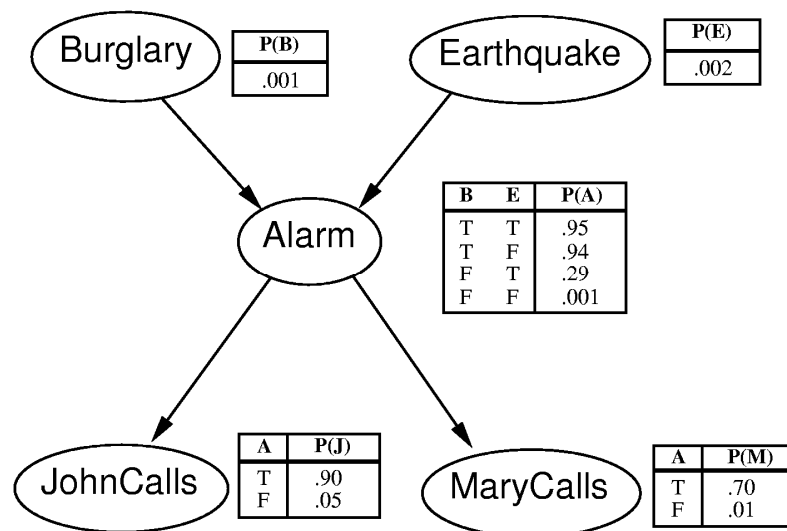 Burglary
P(B)
.001
Earthquake
P(E)
.002
Alarm
B E P(A)
T T .95
T F .94
F T .29
F F .001
JohnCalls
A P(J)
T .90
F .05
MaryCalls
A P(M)
T .70
F .01